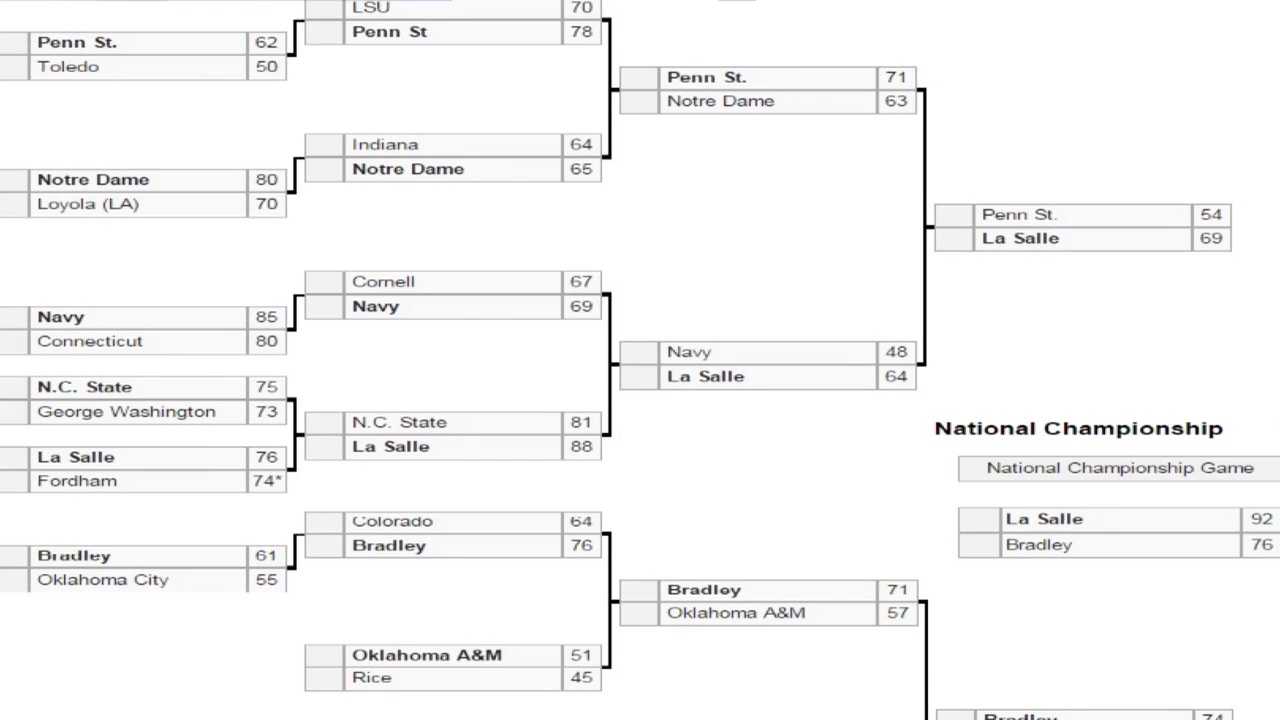 Penn St. 62
Toledo 50
Notre Dame 80
Loyola (LA) 70
Navy 85
Connecticut 80
N.C. State 75
George Washington 73
La Salle 76
Fordham 74*
Bradley 61
Oklahoma City 55
LSU 70
Penn St 78
Indiana 64
Notre Dame 65
Cornell 67
Navy 69
N.C. State 81
La Salle 88
Colorado 64
Bradley 76
Oklahoma A&M 51
Rice 45
Penn St. 71
Notre Dame 63
Navy 48
La Salle 64
Bradley 71
Oklahoma A&M 57
Penn St. 54
La Salle 69
National Championship
National Championship Game
La Salle 92
Bradley 76
Bradley 74